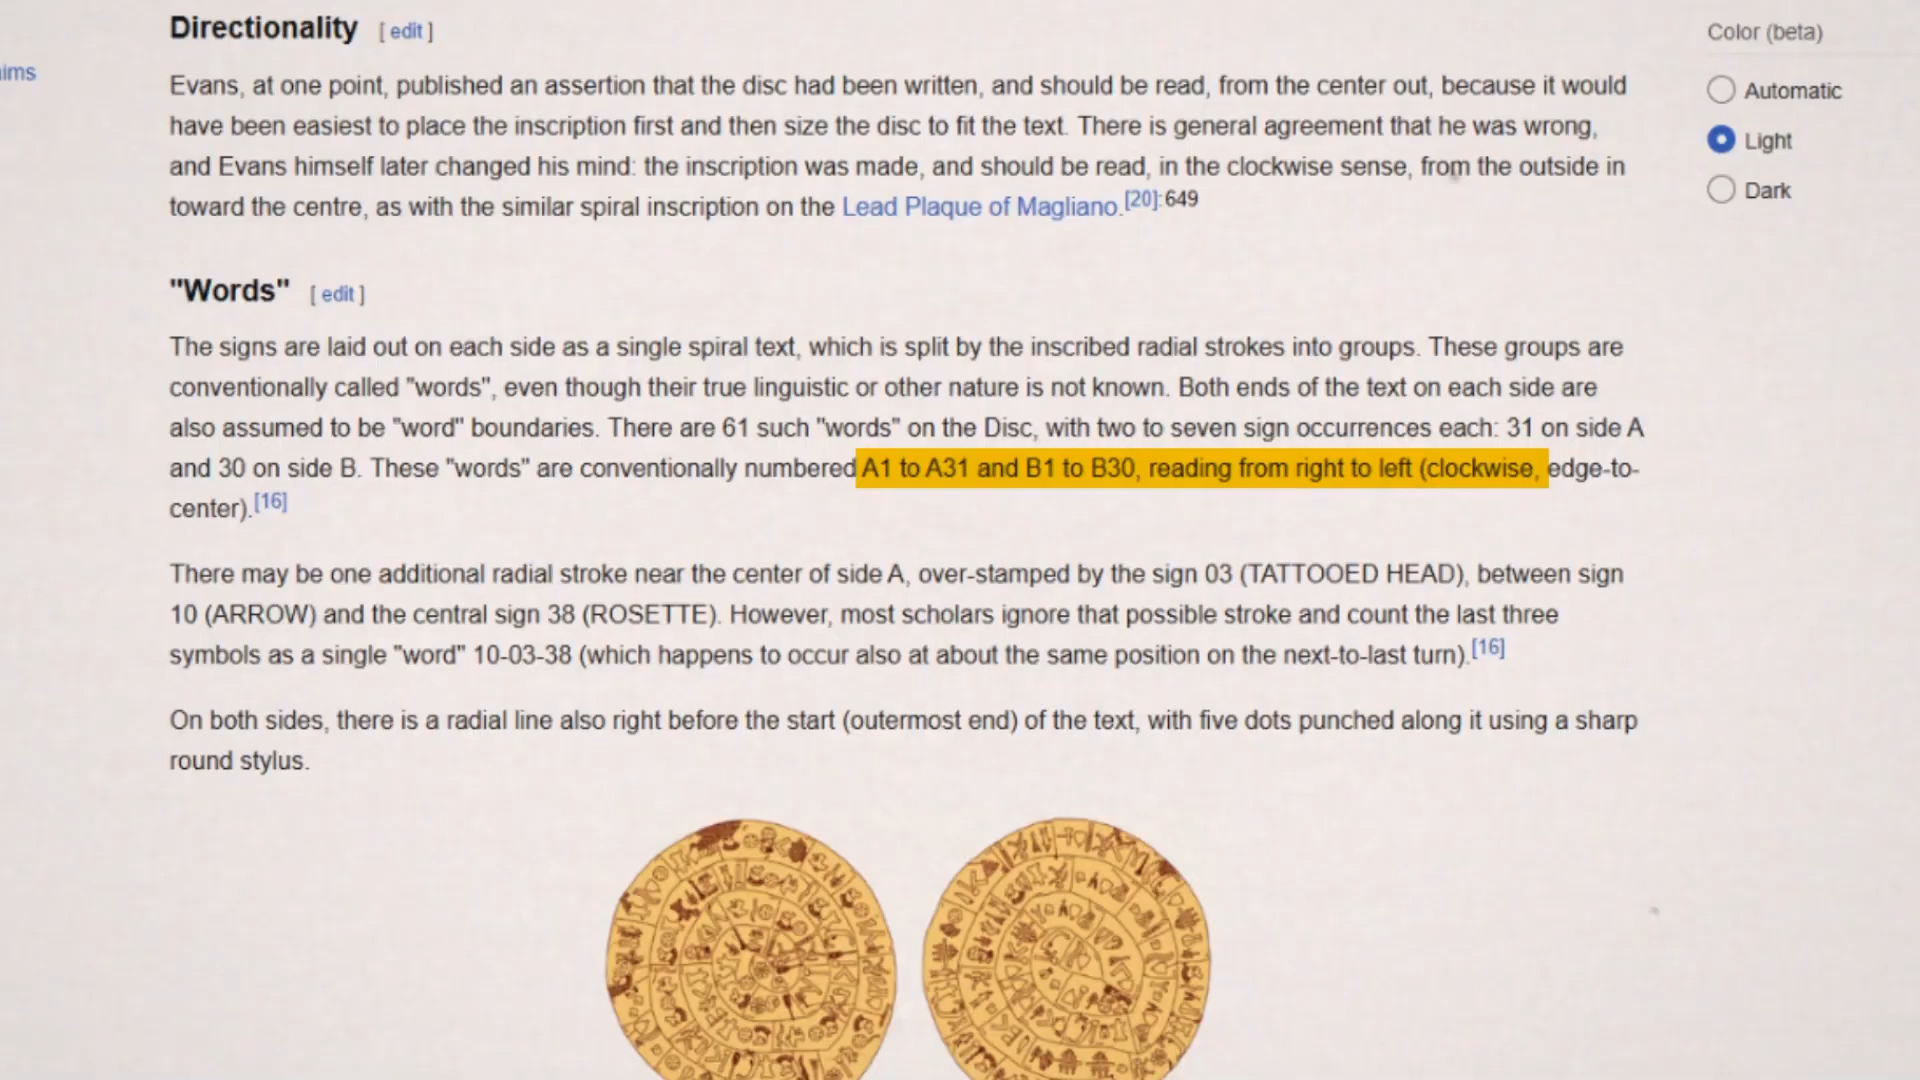 Directionality [ edit ]
Evans, at one point, published an assertion that the disc had been written, and should be read, from the center out, because it would
have been easiest to place the inscription first and then size the disc to fit the text. There is general agreement that he was wrong,
and Evans himself later changed his mind: the inscription was made, and should be read, in the clockwise sense, from the outside in
toward the centre, as with the similar spiral inscription on the Lead Plaque of Magliano.[20]:649
"Words" [ edit ]
The signs are laid out on each side as a single spiral text, which is split by the inscribed radial strokes into groups. These groups are
conventionally called "words", even though their true linguistic or other nature is not known. Both ends of the text on each side are
also assumed to be "word" boundaries. There are 61 such "words" on the Disc, with two to seven sign occurrences each: 31 on side A
and 30 on side B. These "words" are conventionally numbered A1 to A31 and B1 to B30, reading from right to left (clockwise, edge-to-
center).[16]
There may be one additional radial stroke near the center of side A, over-stamped by the sign 03 (TATTOOED HEAD), between sign
10 (ARROW) and the central sign 38 (ROSETTE). However, most scholars ignore that possible stroke and count the last three
symbols as a single "word" 10-03-38 (which happens to occur also at about the same position on the next-to-last turn).[16]
On both sides, there is a radial line also right before the start (outermost end) of the text, with five dots punched along it using a sharp
round stylus.
Color (beta)
Automatic
Light
Dark